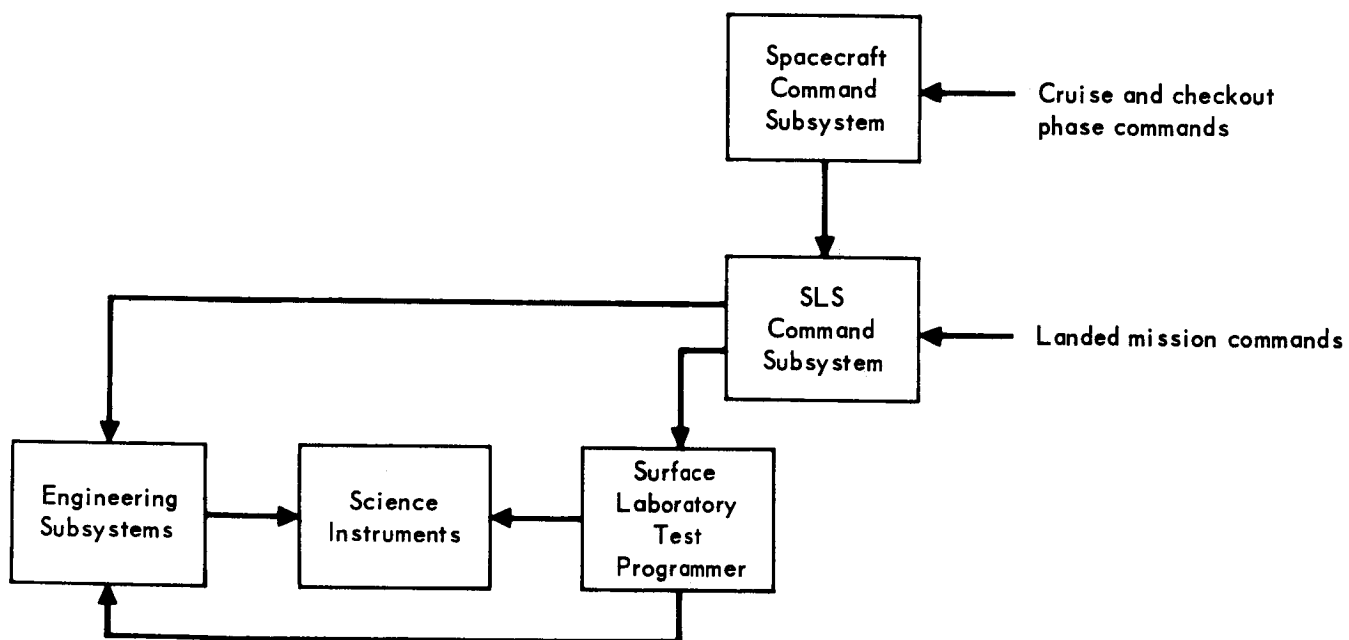 Spacecraft
Command
Subsystem
Cruise and checkout
phase commands
SLS
Command
Subsystem
Landed mission commands
Engineering
Subsystems
Science
Instruments
Surface
Laboratory
Test
Programmer